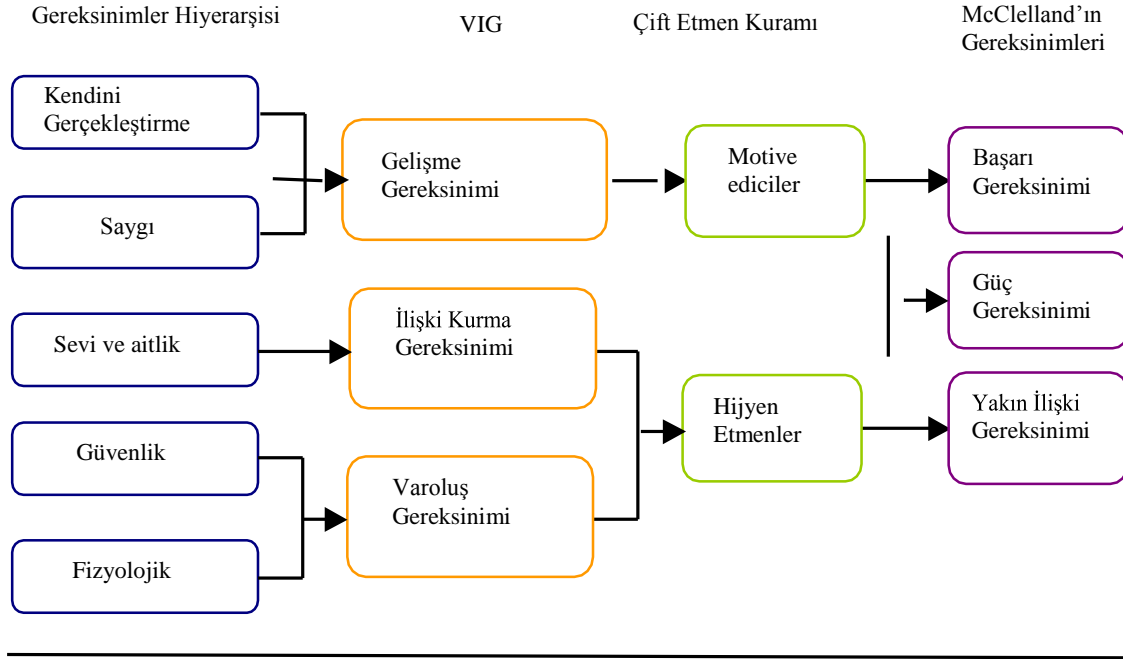 Gereksinimler Hiyerarşisi
VIG
Çift Etmen Kuramı
McClelland’ın
Gereksinimleri
Kendini
Gerçekleştirme
Saygı
Sevi ve aitlik
Güvenlik
Fizyolojik
Gelişme
Gereksinimi
İlişki Kurma
Gereksinimi
Varoluş
Gereksinimi
Motive
ediciler
Hijyen
Etmenler
Başarı
Gereksinimi
Güç
Gereksinimi
Yakın İlişki
Gereksinimi